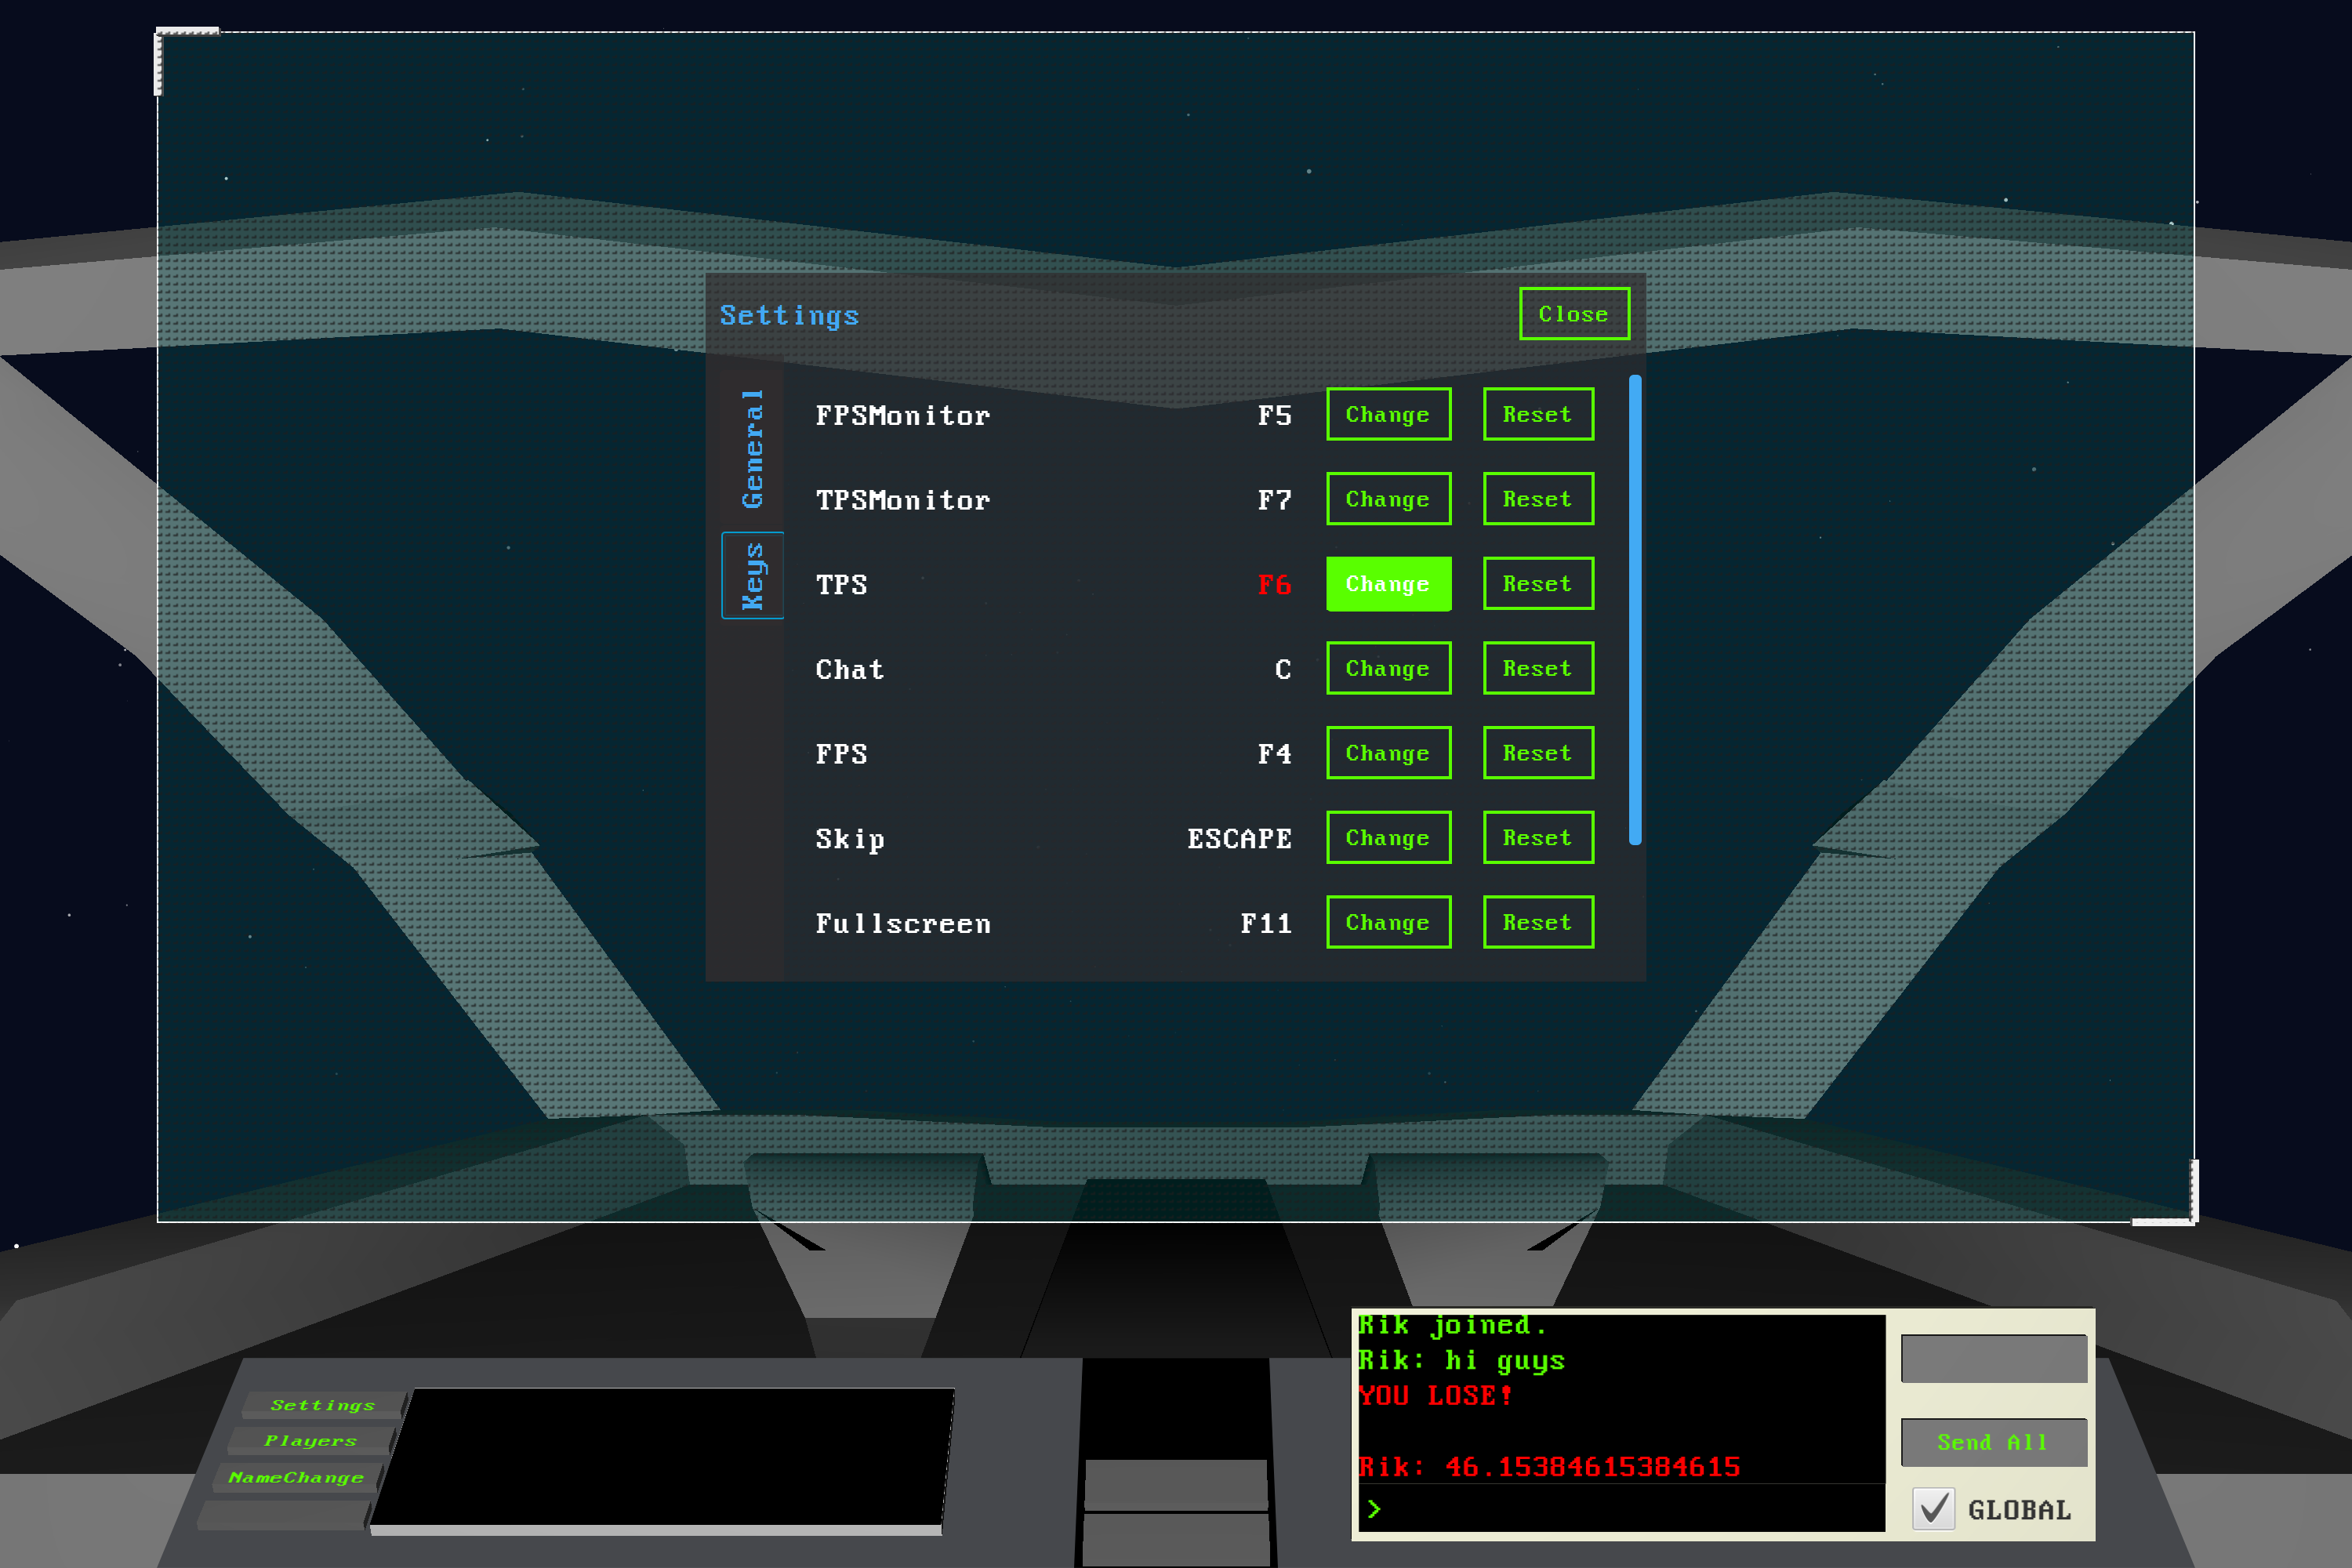 Settings Close
General
Keys
FPSMonitor F5 Change Reset
TPSMonitor F7 Change Reset
TPS F6 Change Reset
Chat C Change Reset
FPS F4 Change Reset
Skip ESCAPE Change Reset
Fullscreen F11 Change Reset
Settings
Players
NameChange
Rik joined.
Rik: hi guys
YOU LOSE!
Rik: 46.15384615384615
>
Send All
GLOBAL